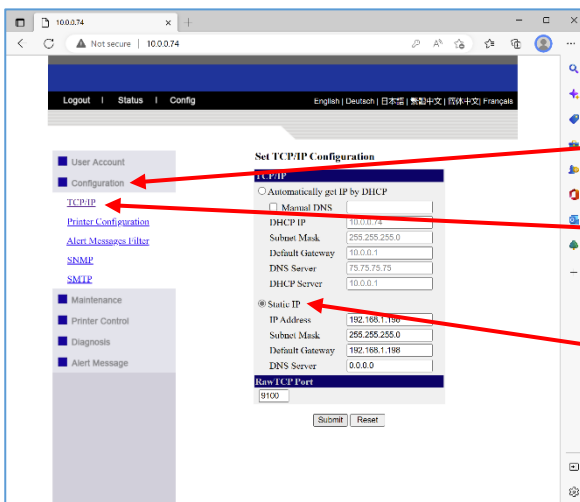 10.0.0.74
Not secure | 10.0.0.74
Logout | Status | Config
English | Deutsch | 日本語 | 繁體中文 | 简体中文| Français
User Account
Configuration
TCP/IP
Printer Configuration
Alert Messages Filter
SNMP
SMTP
Maintenance
Printer Control
Diagnosis
Alert Message
Set TCP/IP Configuration
TCP/IP
Automatically get IP by DHCP
Manual DNS
DHCP IP 10.0.0.74
Subnet Mask 255.255.255.0
Default Gateway 10.0.0.1
DNS Server 75.75.75.75
DHCP Server 10.0.0.1
Static IP
IP Address 192.168.1.198
Subnet Mask 255.255.255.0
Default Gateway 192.168.1.198
DNS Server 0.0.0.0
RawTCP Port
9100
Submit Reset